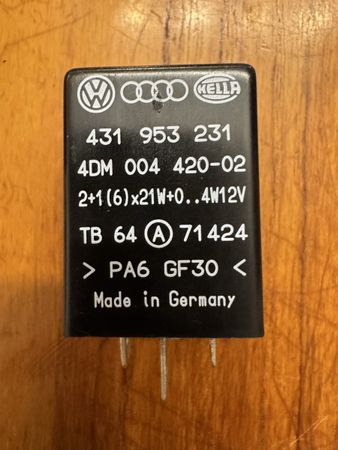 VW HELLA
431 953 231
4DM 004 420-02
2+1(6)x21W+0..4W12V
TB 64 A 71424
> PA6 GF30 <
Made in Germany